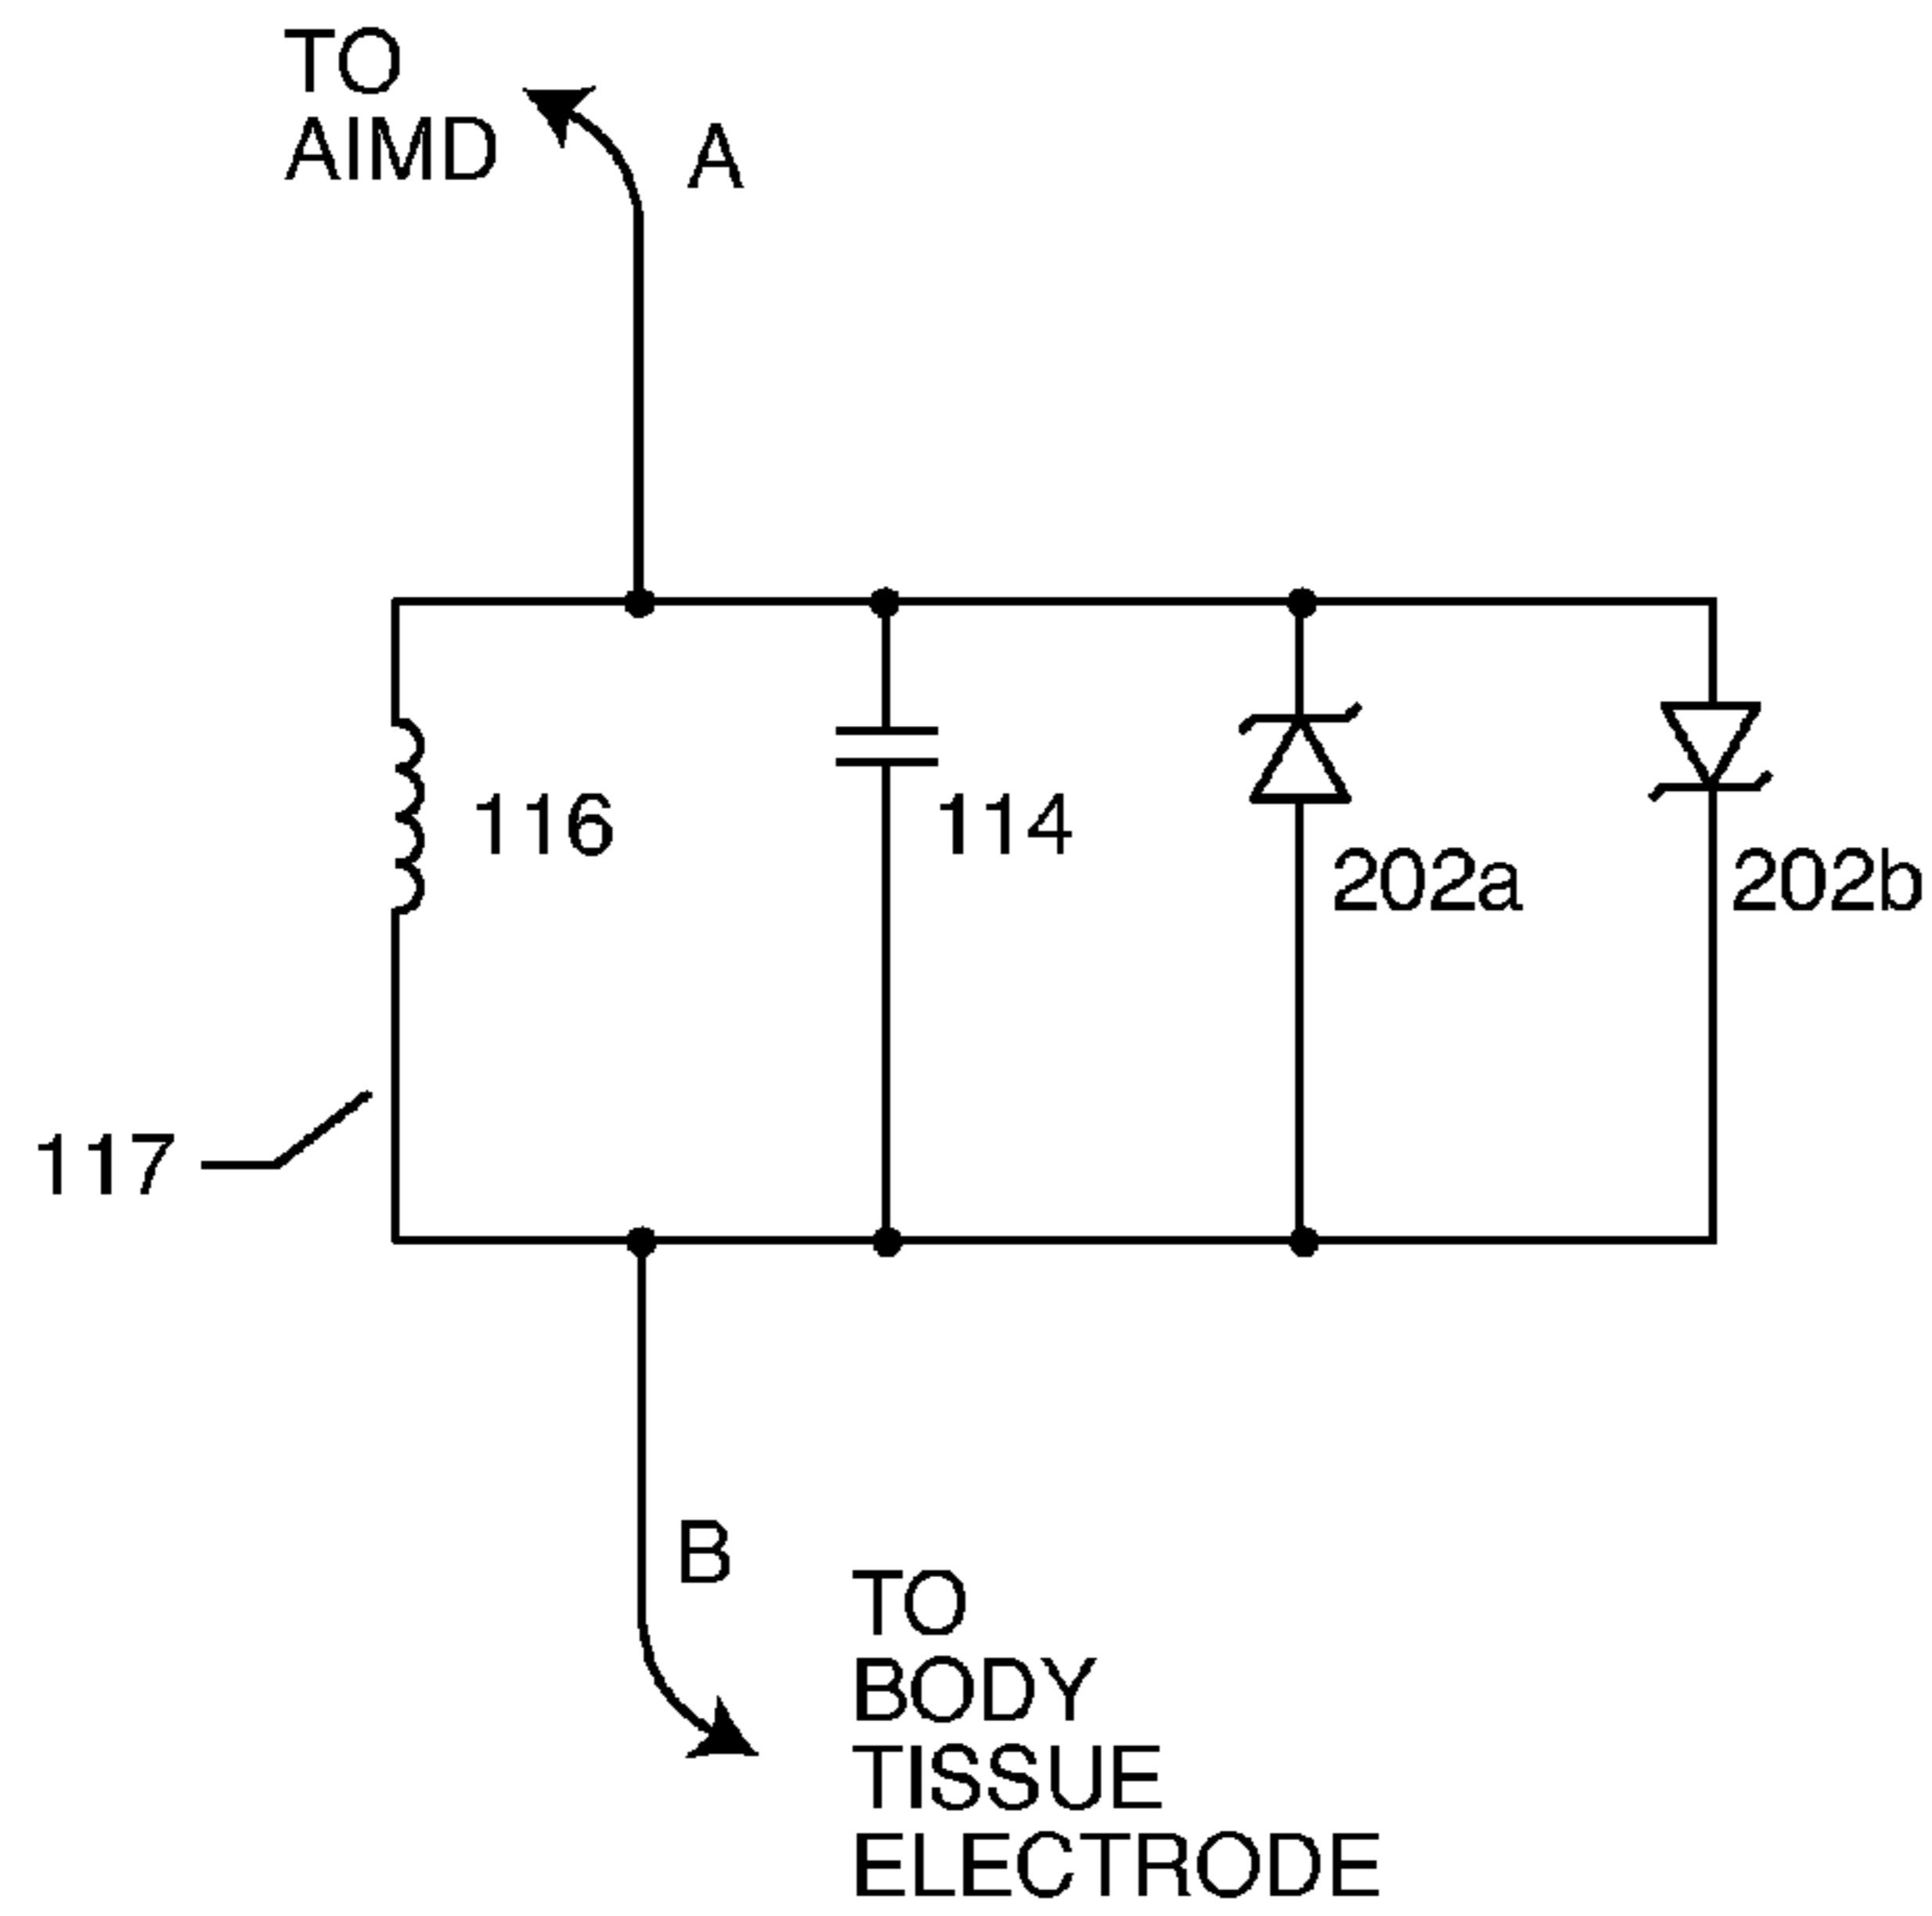 TO
AIMD
A
116
114
202a
202b
117
B
TO
BODY
TISSUE
ELECTRODE